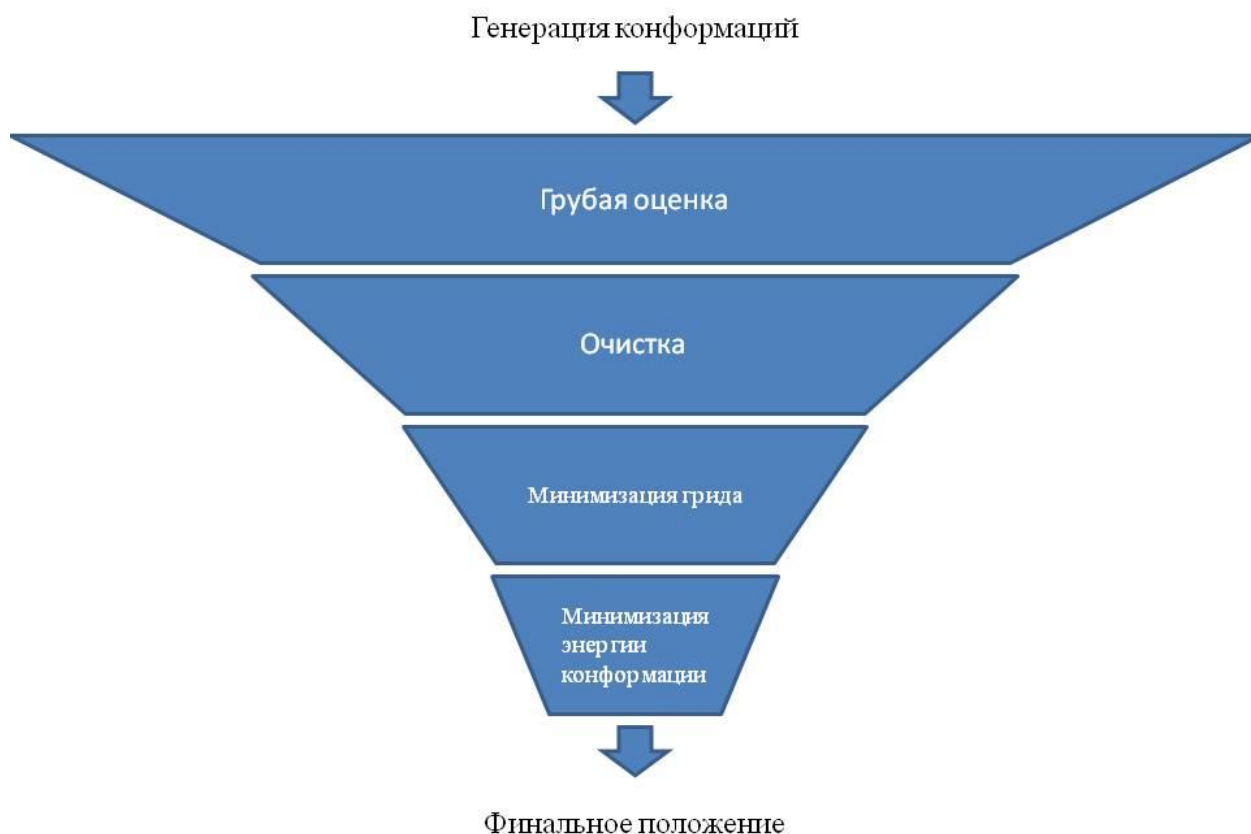 Генерация конформаций
Грубая оценка
Очистка
Минимизация грида
Минимизация
энергии
конформации
Финальное положение